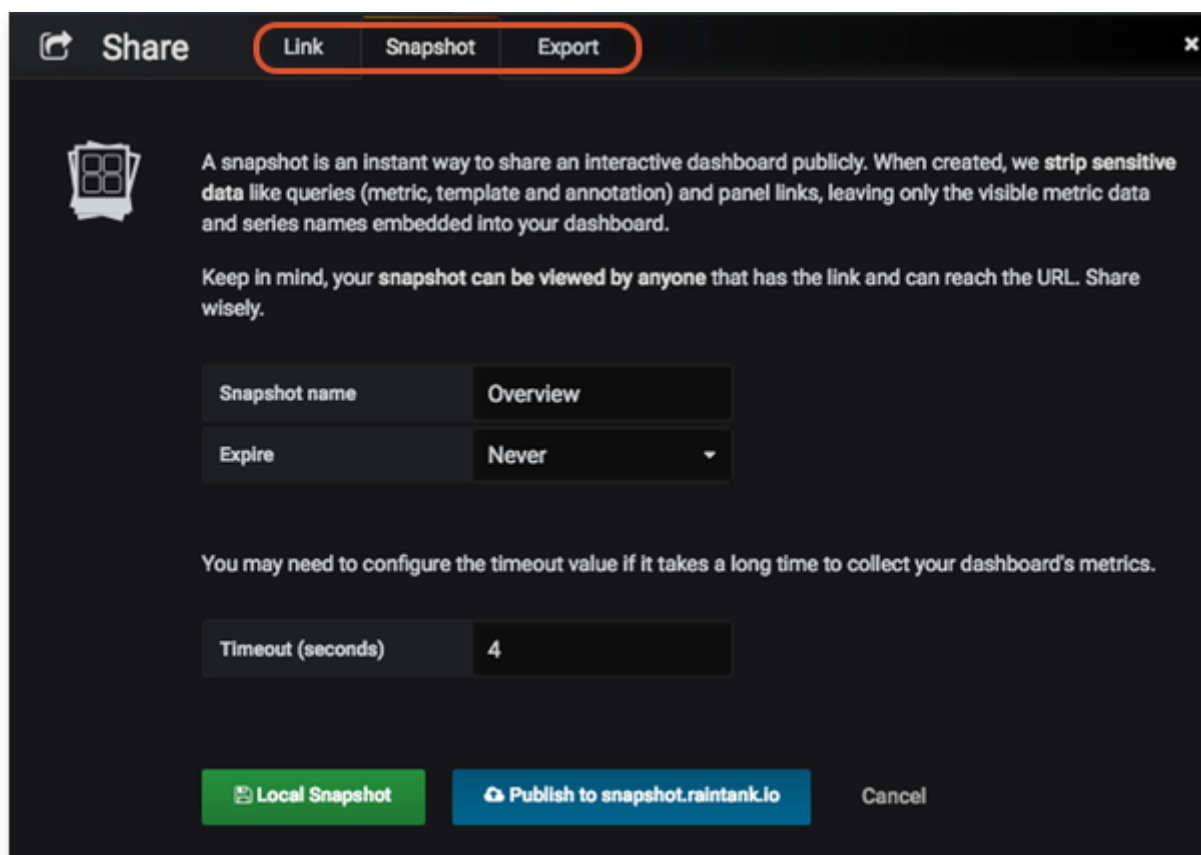 Share Link Snapshot Export
A snapshot is an instant way to share an interactive dashboard publicly. When created, we strip sensitive
data like queries (metric, template and annotation) and panel links, leaving only the visible metric data
and series names embedded into your dashboard.
Keep in mind, your snapshot can be viewed by anyone that has the link and can reach the URL. Share
wisely.
Snapshot name Overview
Expire Never
You may need to configure the timeout value if it takes a long time to collect your dashboard's metrics.
Timeout (seconds) 4
Local Snapshot Publish to snapshot.raintank.io Cancel